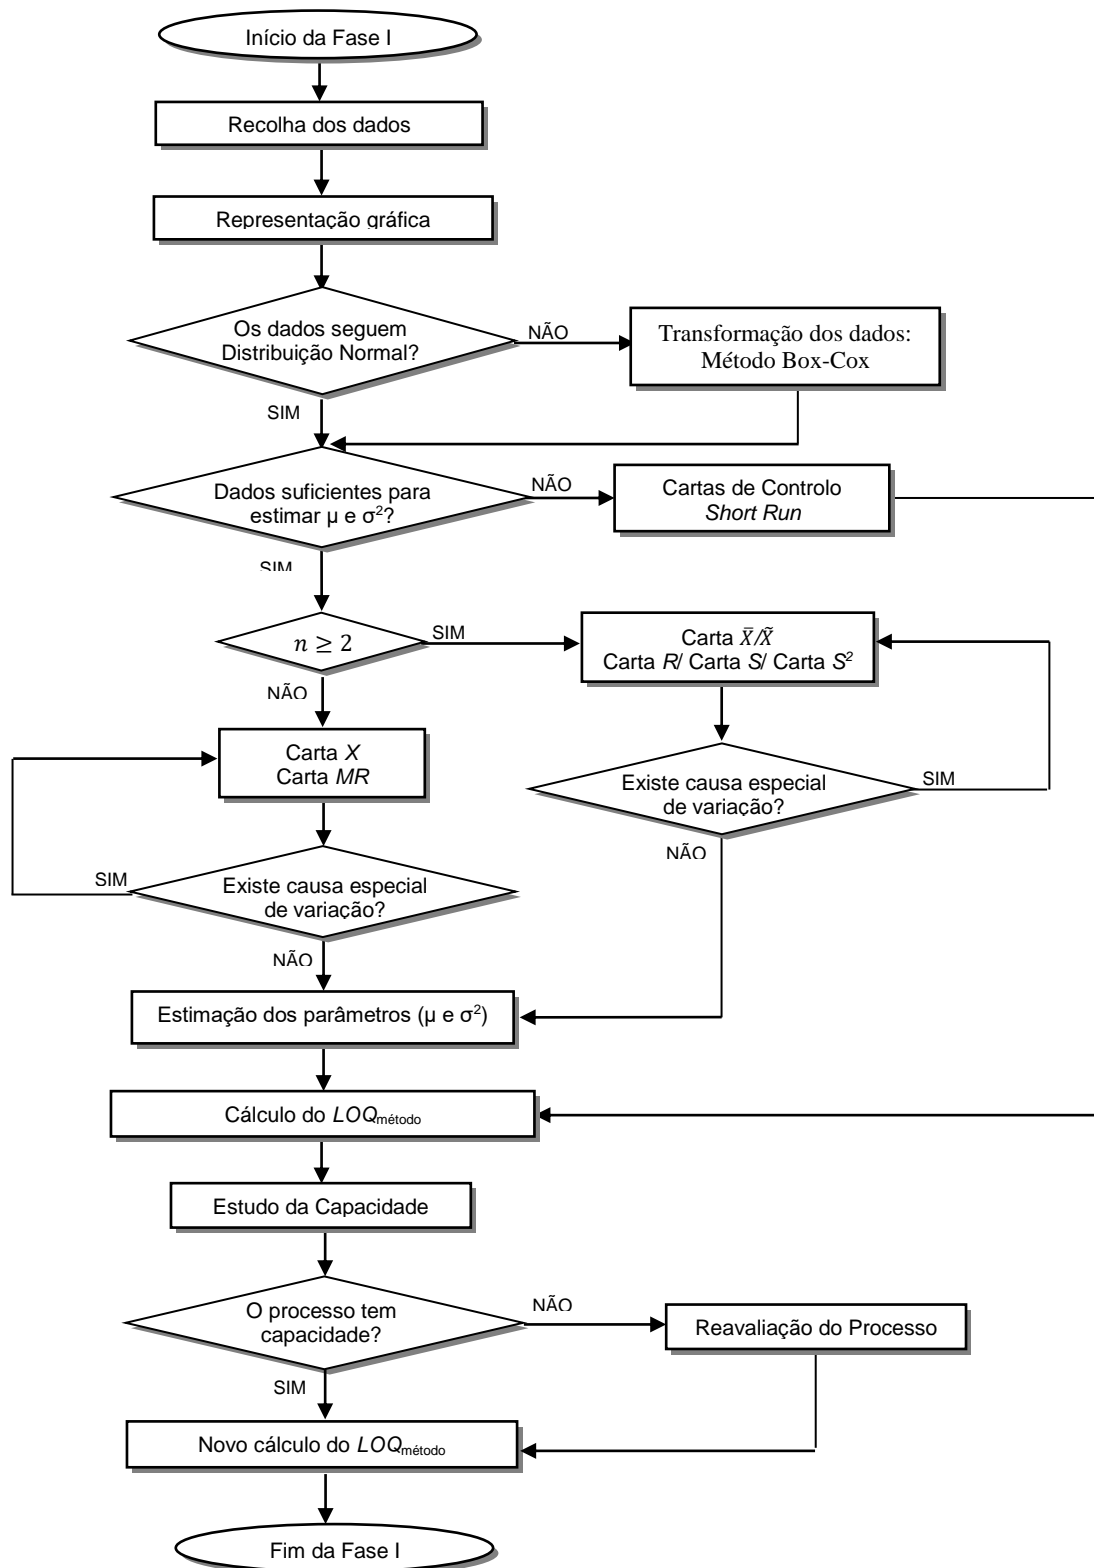 Início da Fase I
Recolha dos dados
Representação gráfica
Os dados seguem
Distribuição Normal?
NÃO
Transformação dos dados:
Método Box-Cox
SIM
Dados suficientes para
estimar µ e σ²?
NÃO
Cartas de Controlo
Short Run
SIM
n ≥ 2
SIM
Carta X̄/X̃
Carta R/ Carta S/ Carta S²
NÃO
Carta X
Carta MR
Existe causa especial
de variação?
SIM
NÃO
SIM
Existe causa especial
de variação?
NÃO
Estimação dos parâmetros (µ e σ²)
Cálculo do LOQmétodo
Estudo da Capacidade
O processo tem
capacidade?
NÃO
Reavaliação do Processo
SIM
Novo cálculo do LOQmétodo
Fim da Fase I